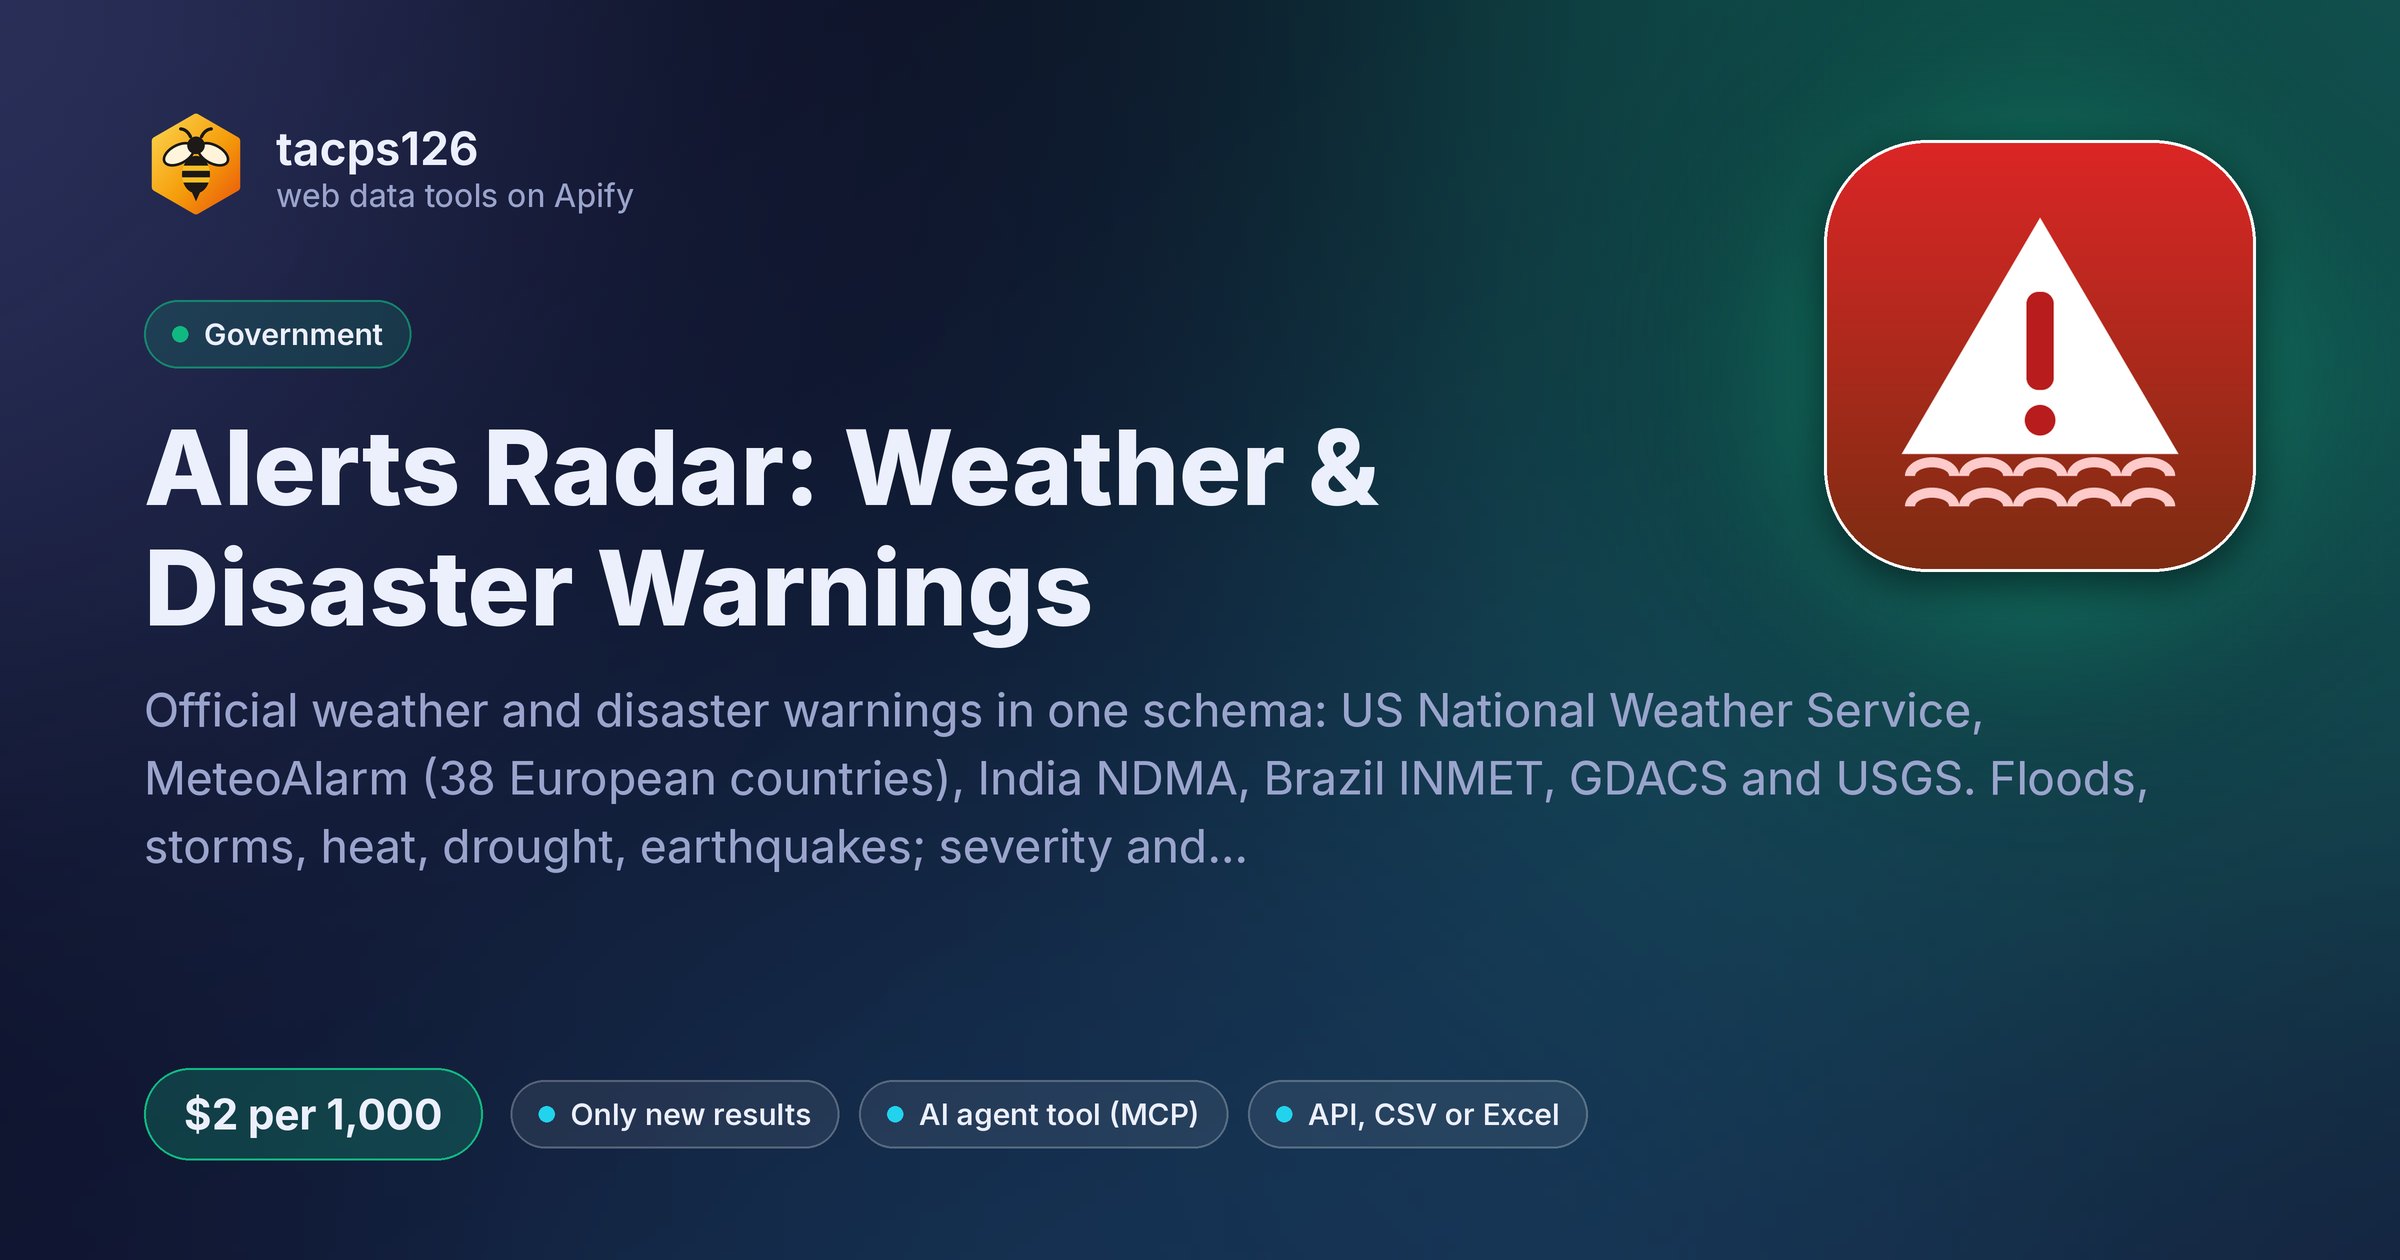 tacps126
web data tools on Apify
Government
Alerts Radar: Weather &
Disaster Warnings
Official weather and disaster warnings in one schema: US National Weather Service,
MeteoAlarm (38 European countries), India NDMA, Brazil INMET, GDACS and USGS. Floods,
storms, heat, drought, earthquakes; severity and...
$2 per 1,000
Only new results
AI agent tool (MCP)
API, CSV or Excel